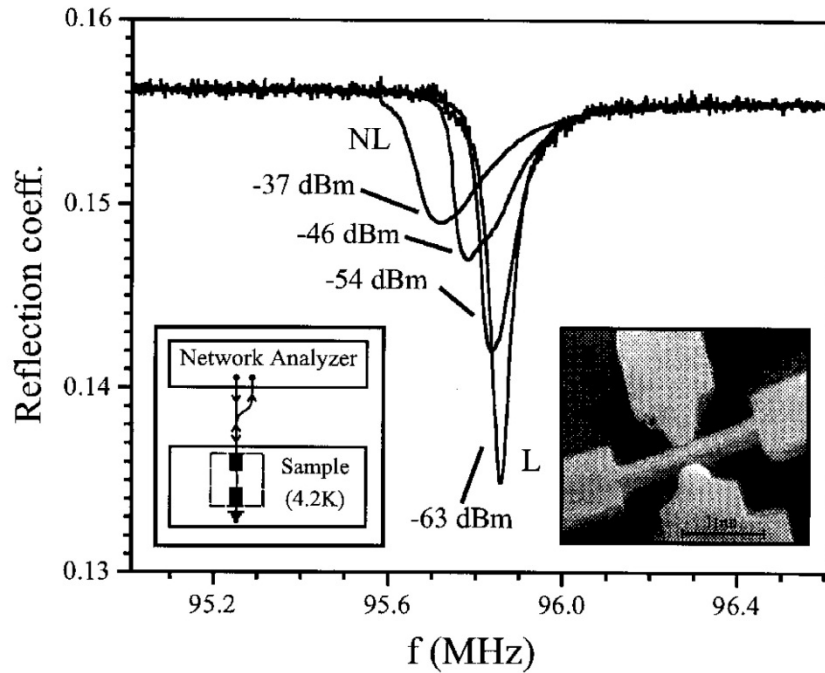 0.16
0.15
0.14
0.13
Reflection coeff.
NL
-37 dBm
-46 dBm
-54 dBm
-63 dBm
L
Network Analyzer
Sample
(4.2K)
95.2
95.6
96.0
96.4
f (MHz)